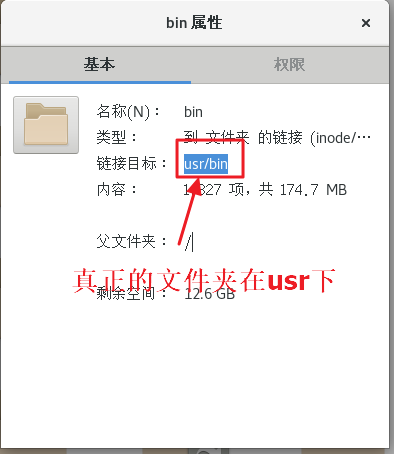 bin 属性
×
基本 权限
名称(N)： bin
类型： 到 文件夹 的链接 (inode/⋯
链接目标： usr/bin
内容： 1,827 项，共 174.7 MB
父文件夹： /
真正的文件夹在usr下
剩余空间： 12.6 GB